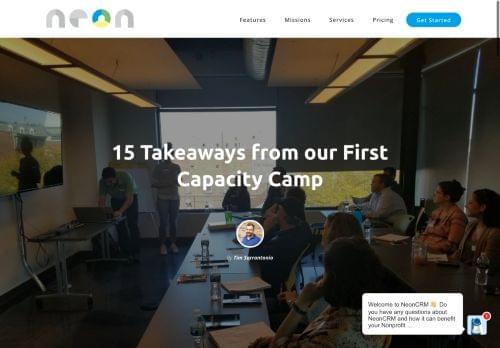 neon
Features
Missions
Services
Pricing
Get Started
15 Takeaways from our First
Capacity Camp
By Tim Sarrantonio
Welcome to NeonCRM 👋 Do
you have any questions about
NeonCRM and how it can benefit
your Nonprofit ...
1